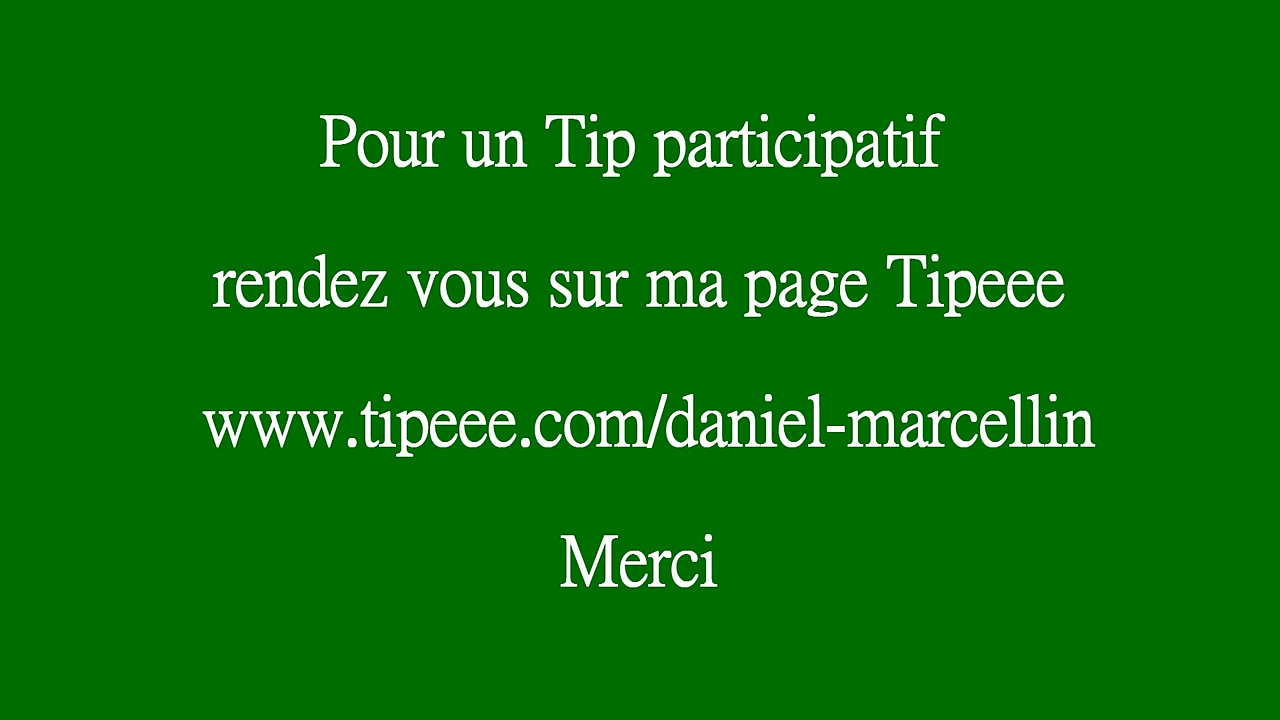 Pour un Tip participatif
rendez vous sur ma page Tipeee
www.tipeee.com/daniel-marcellin
Merci